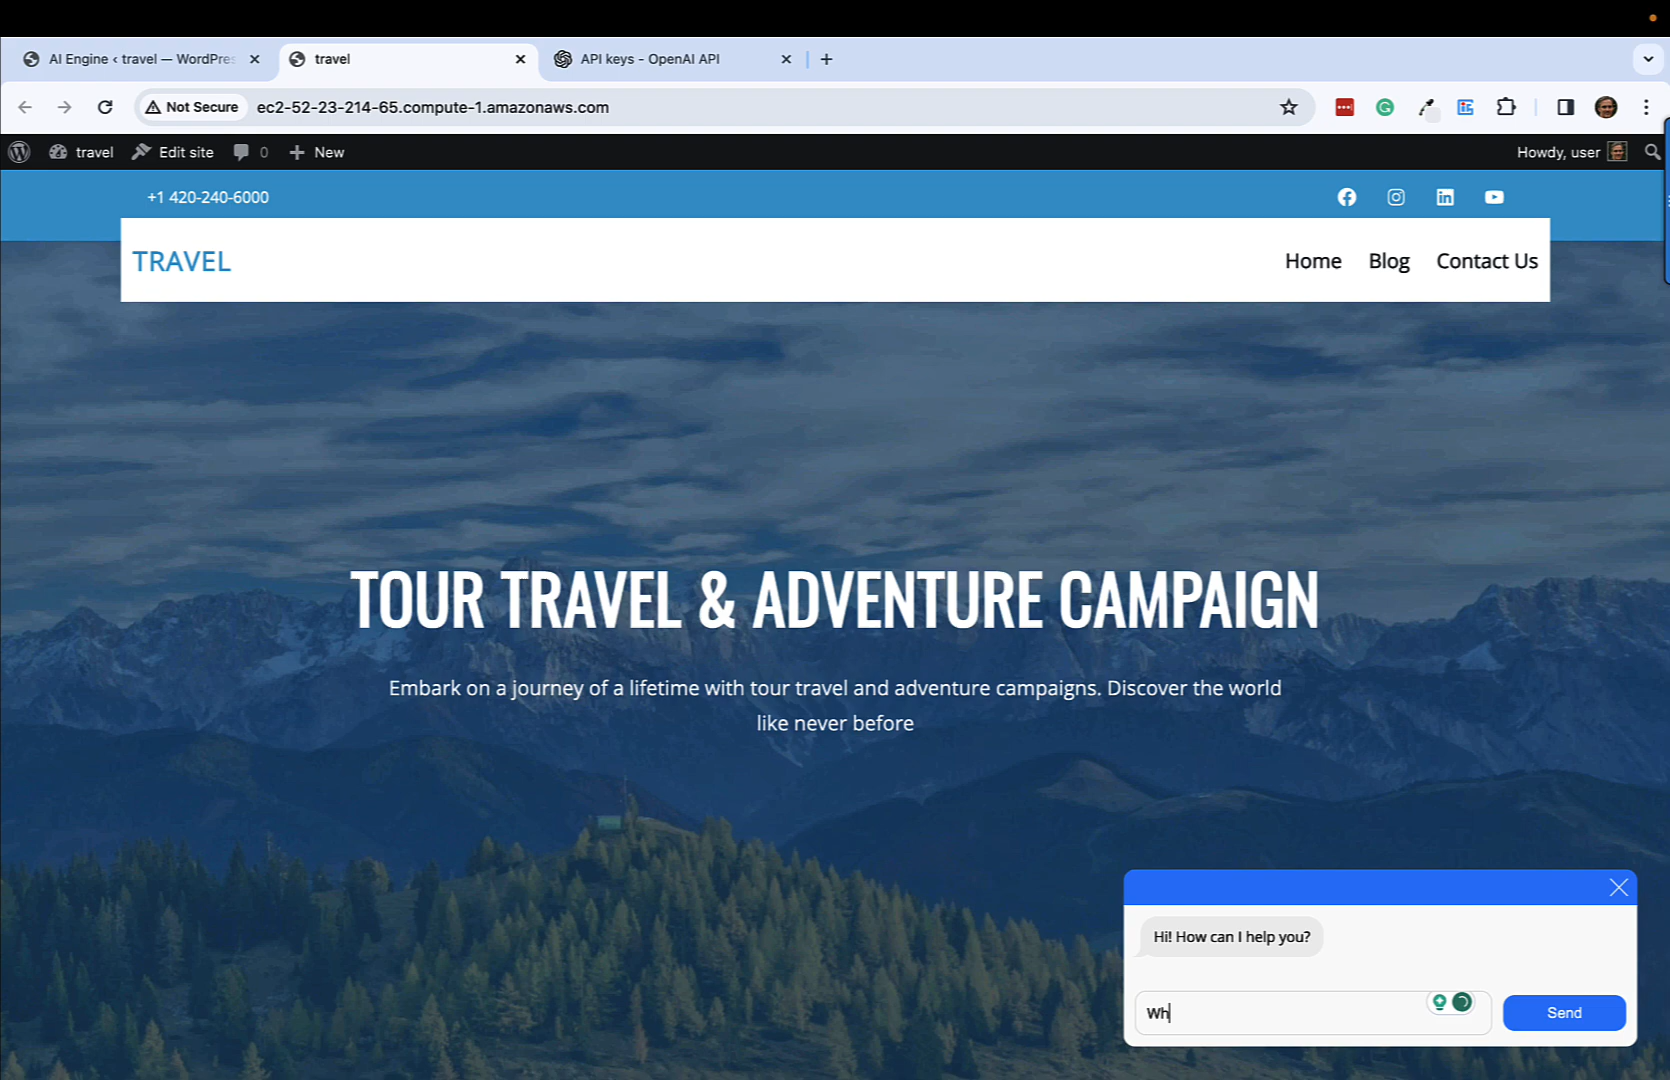 AI Engine ‹ travel — WordPres
travel
API keys - OpenAI API
Not Secure
ec2-52-23-214-65.compute-1.amazonaws.com
travel
Edit site
0
New
Howdy, user
+1 420-240-6000
TRAVEL
Home
Blog
Contact Us
TOUR TRAVEL & ADVENTURE CAMPAIGN
Embark on a journey of a lifetime with tour travel and adventure campaigns. Discover the world
like never before
Hi! How can I help you?
Wh
Send